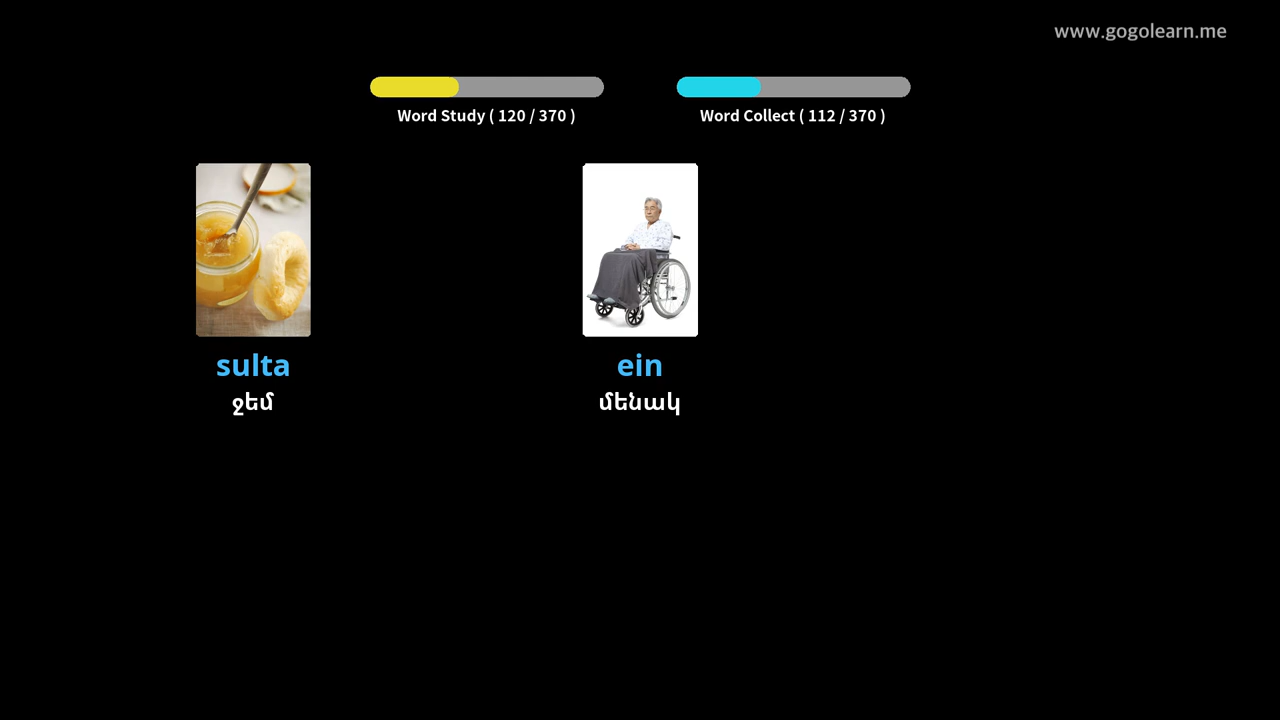 www.gogolearn.me
Word Study ( 120 / 370 )
Word Collect ( 112 / 370 )
sulta
ջեմ
ein
մենակ